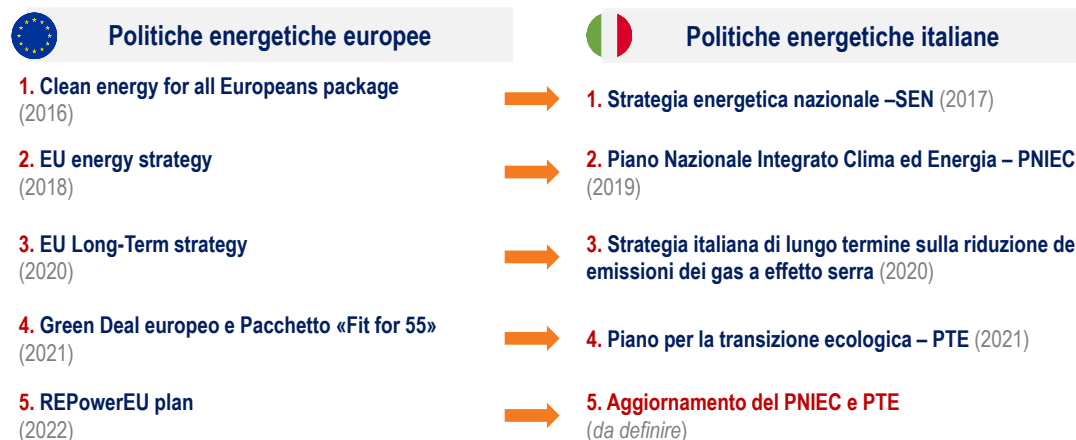 Politiche energetiche europee
1. Clean energy for all Europeans package
(2016)
2. EU energy strategy
(2018)
3. EU Long-Term strategy
(2020)
4. Green Deal europeo e Pacchetto «Fit for 55»
(2021)
5. REPowerEU plan
(2022)
Politiche energetiche italiane
1. Strategia energetica nazionale –SEN (2017)
2. Piano Nazionale Integrato Clima ed Energia – PNIEC
(2019)
3. Strategia italiana di lungo termine sulla riduzione de
emissioni dei gas a effetto serra (2020)
4. Piano per la transizione ecologica – PTE (2021)
5. Aggiornamento del PNIEC e PTE
(da definire)